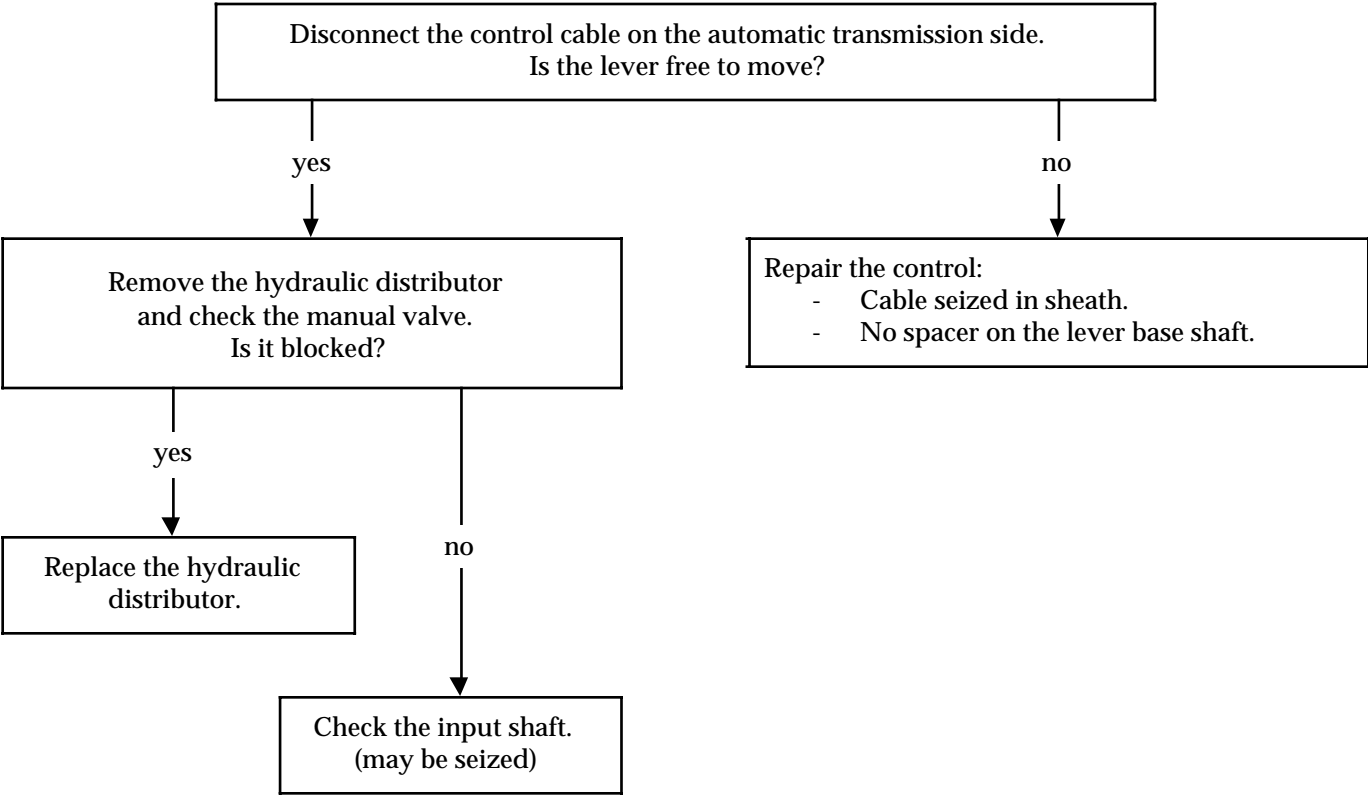 Disconnect the control cable on the automatic transmission side.
Is the lever free to move?
yes
no
Remove the hydraulic distributor
and check the manual valve.
Is it blocked?
Repair the control:
- Cable seized in sheath.
- No spacer on the lever base shaft.
yes
no
Replace the hydraulic
distributor.
Check the input shaft.
(may be seized)